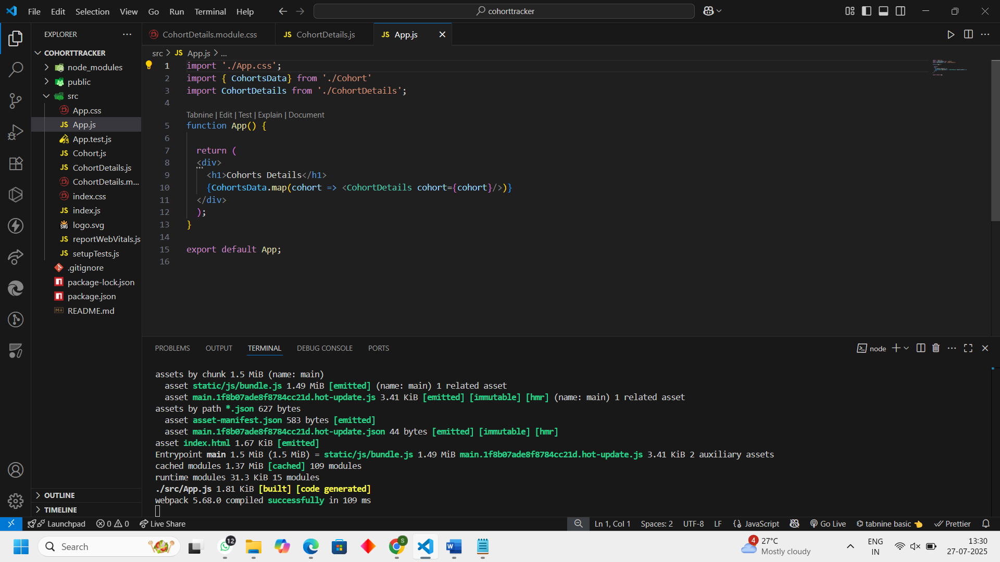 File Edit Selection View Go Run Terminal Help
cohorttracker
EXPLORER
COHORTTRACKER
node_modules
public
src
App.css
App.js
App.test.js
Cohort.js
CohortDetails.js
CohortDetails.m...
index.css
index.js
logo.svg
reportWebVitals.js
setupTests.js
.gitignore
package-lock.json
package.json
README.md
OUTLINE
TIMELINE
CohortDetails.module.css
JS CohortDetails.js
JS App.js
src > JS App.js > ...
1 import './App.css';
2 import { CohortsData} from './Cohort'
3 import CohortDetails from './CohortDetails';
4
Tabnine | Edit | Test | Explain | Document
5 function App() {
6
7 return (
8 <div>
9 <h1>Cohorts Details</h1>
10 {CohortsData.map(cohort => <CohortDetails cohort={cohort}/>)}
11 </div>
12 );
13 }
14
15 export default App;
16
PROBLEMS OUTPUT TERMINAL DEBUG CONSOLE PORTS
node
assets by chunk 1.5 MiB (name: main)
asset static/js/bundle.js 1.49 MiB [emitted] (name: main) 1 related asset
asset main.1f8b07ade8f8784cc21d.hot-update.js 3.41 KiB [emitted] [immutable] [hmr] (name: main) 1 related asset
assets by path *.json 627 bytes
asset asset-manifest.json 583 bytes [emitted]
asset main.1f8b07ade8f8784cc21d.hot-update.json 44 bytes [emitted] [immutable] [hmr]
asset index.html 1.67 KiB [emitted]
Entrypoint main 1.5 MiB (1.5 MiB) = static/js/bundle.js 1.49 MiB main.1f8b07ade8f8784cc21d.hot-update.js 3.41 KiB 2 auxiliary assets
cached modules 1.37 MiB [cached] 109 modules
runtime modules 31.3 KiB 15 modules
./src/App.js 1.81 KiB [built] [code generated]
webpack 5.68.0 compiled successfully in 109 ms
Launchpad 0 0 Live Share
Ln 1, Col 1 Spaces: 2 UTF-8 LF {} JavaScript Go Live tabnine basic Prettier
Search
12
S
4
27°C
Mostly cloudy
ENG
IN
13:30
27-07-2025